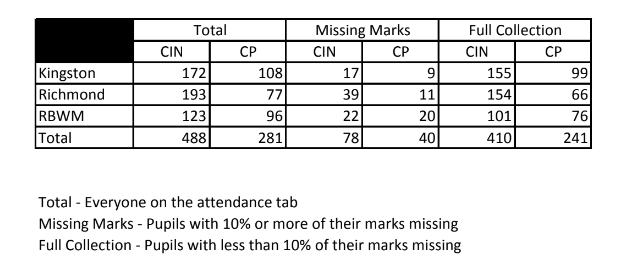 Total Missing Marks Full Collection
CIN CP CIN CP CIN CP
Kingston 172 108 17 9 155 99
Richmond 193 77 39 11 154 66
RBWM 123 96 22 20 101 76
Total 488 281 78 40 410 241
Total - Everyone on the attendance tab
Missing Marks - Pupils with 10% or more of their marks missing
Full Collection - Pupils with less than 10% of their marks missing